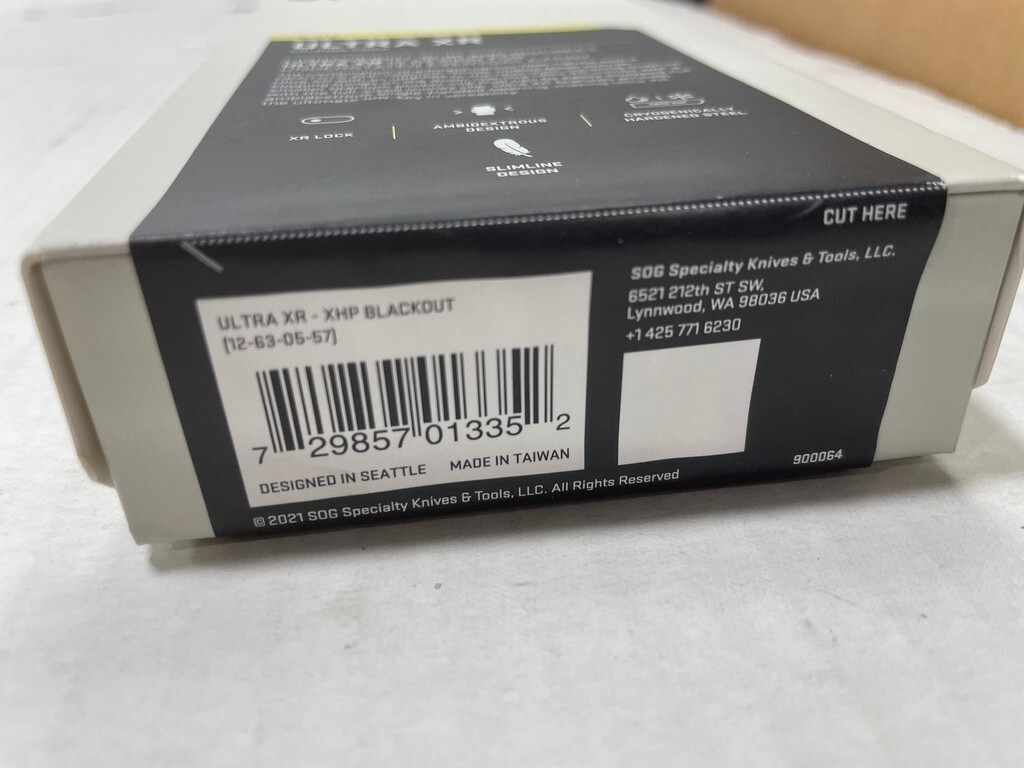 ULTRA XR
XR LOCK
AMBIDEXTROUS
DESIGN
CRYOGENICALLY
HARDENED STEEL
SLIMLINE
DESIGN
CUT HERE
ULTRA XR - XHP BLACKOUT
[12-63-05-57]
7 29857 01335 2
DESIGNED IN SEATTLE MADE IN TAIWAN
SOG Specialty Knives & Tools, LLC.
6521 212th ST SW,
Lynnwood, WA 98036 USA
+1 425 771 6230
900064
© 2021 SOG Specialty Knives & Tools, LLC. All Rights Reserved